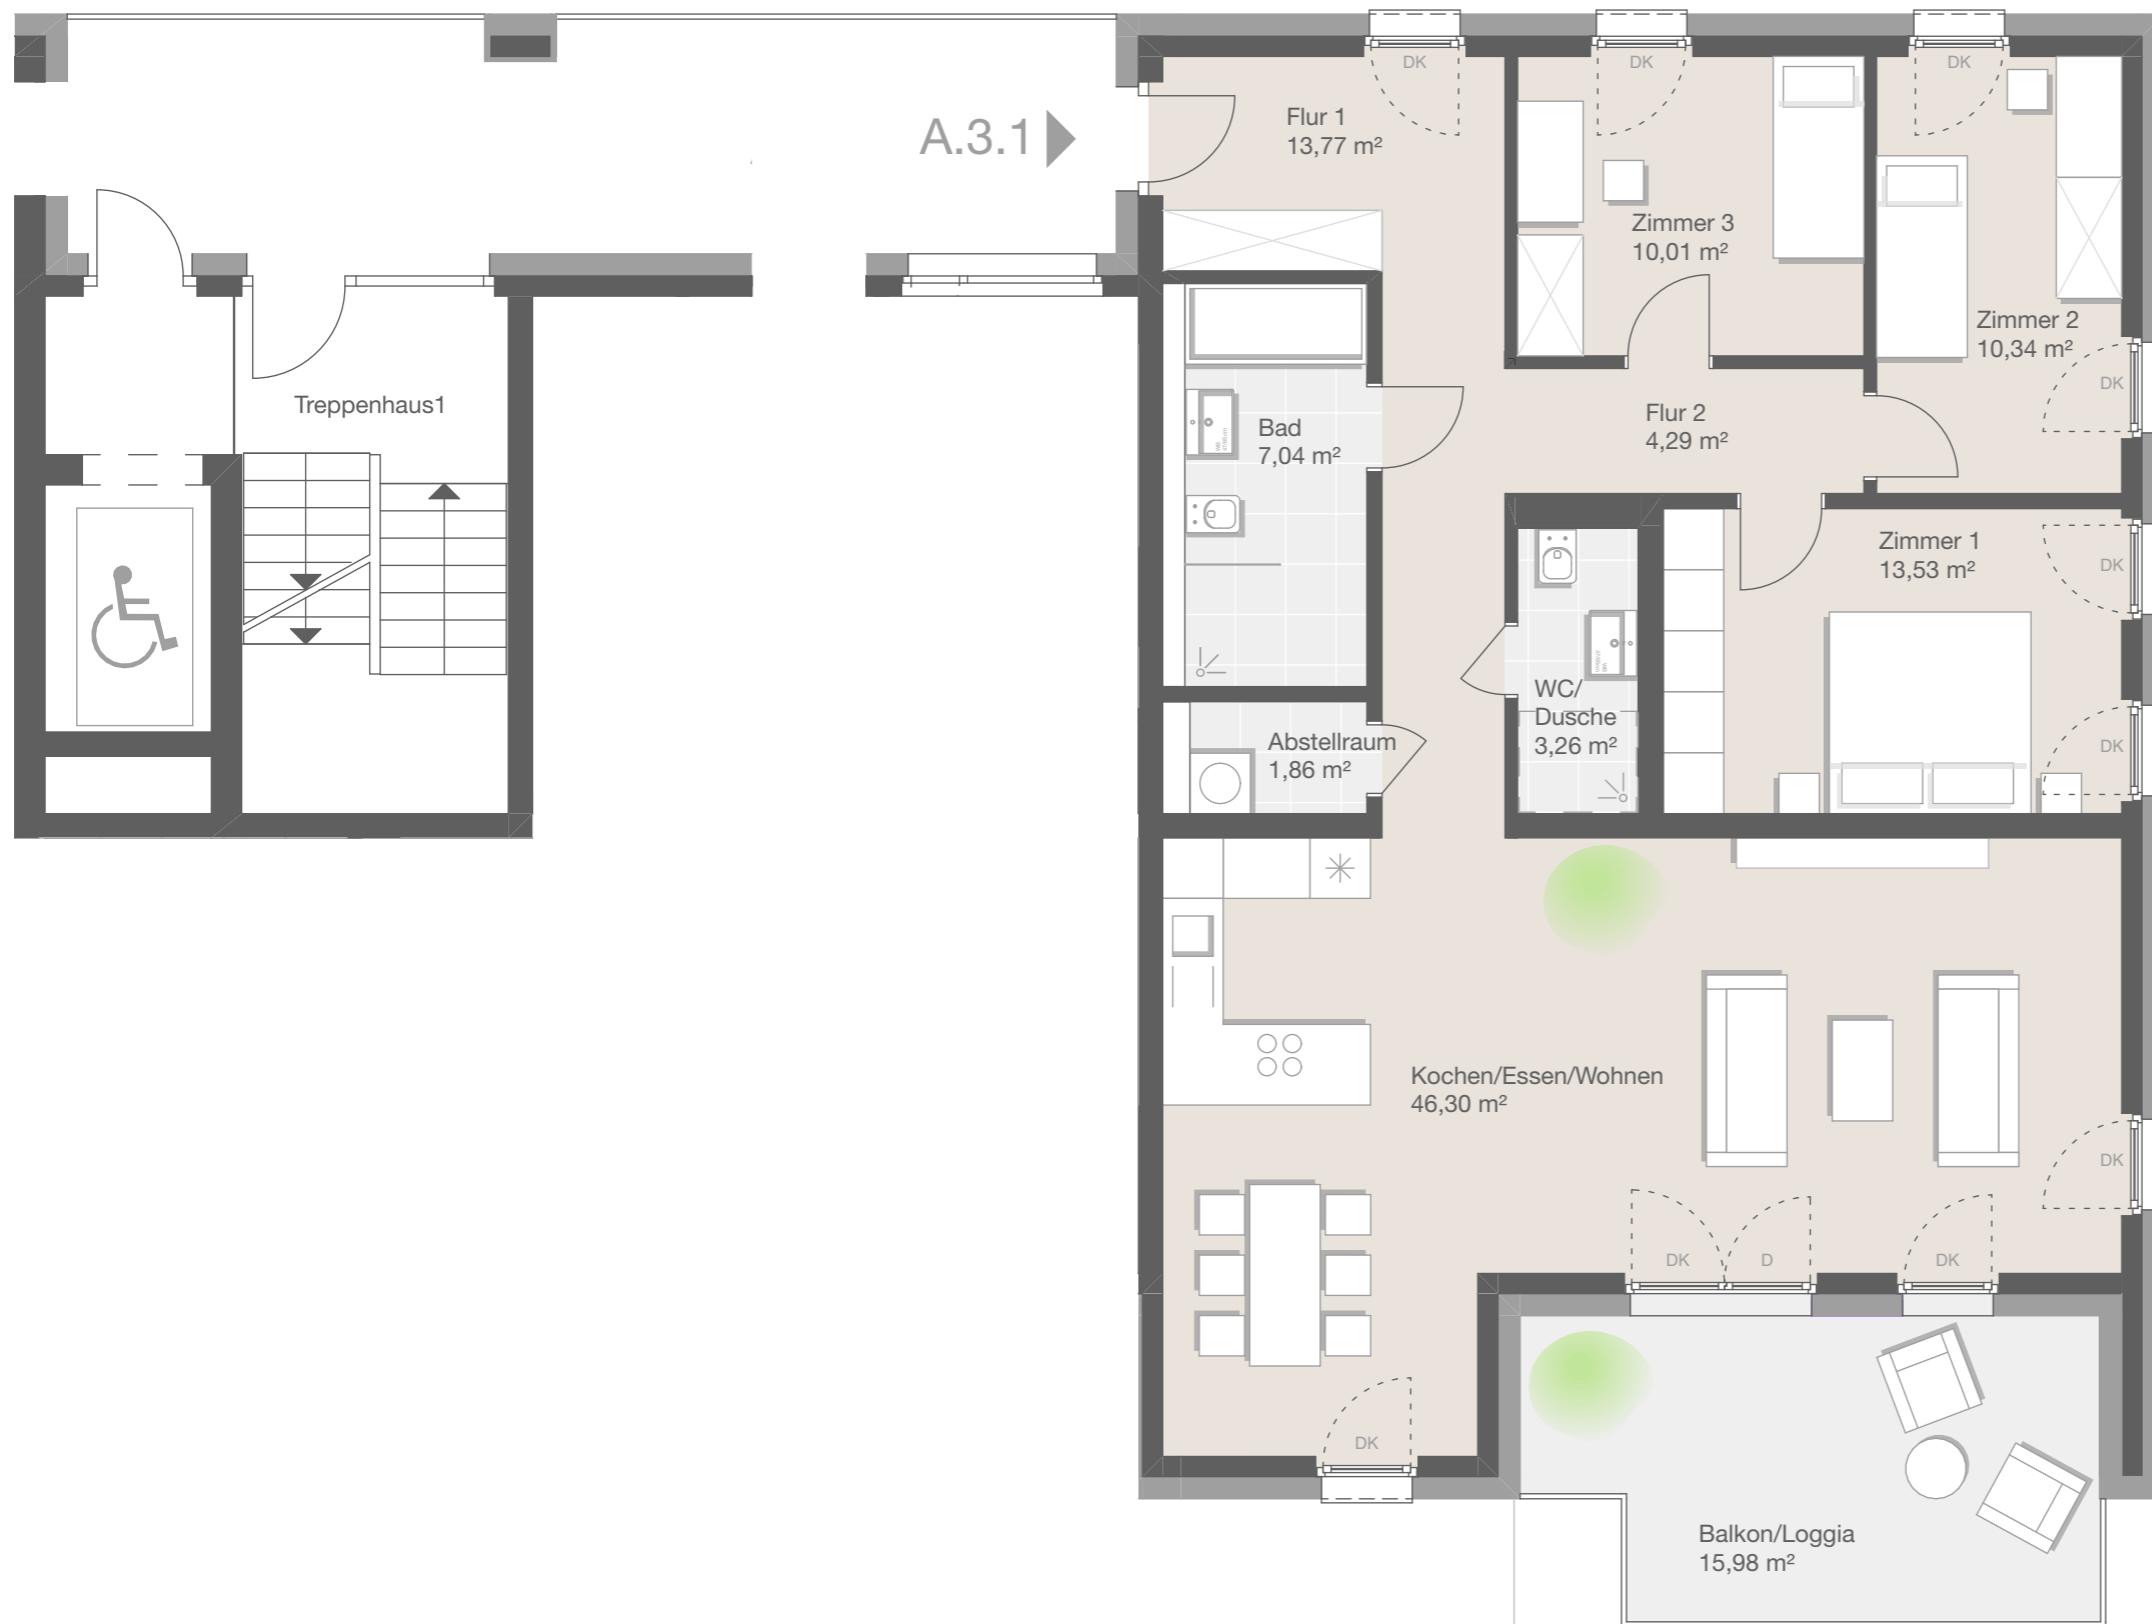 DK
DK
DK
A.3.1
Flur 1
13,77 m²
Zimmer 3
10,01 m²
Zimmer 2
10,34 m²
DK
Treppenhaus1
Flur 2
4,29 m²
Bad
7,04 m²
Zimmer 1
13,53 m²
DK
WC/
Dusche
3,26 m²
DK
Abstellraum
1,86 m²
Kochen/Essen/Wohnen
46,30 m²
DK
DK
D
DK
DK
Balkon/Loggia
15,98 m²